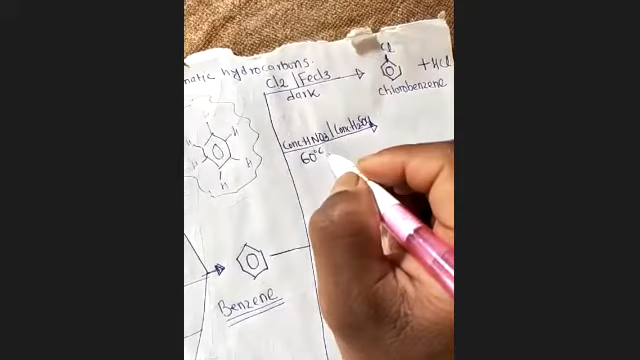 matic hydrocarbons.
Cl2 | FeCl3
dark
Cl
+ HCl
chlorobenzene
H
H
H
H
H
Conc HNO3 | Conc H2SO4
60°C
Benzene